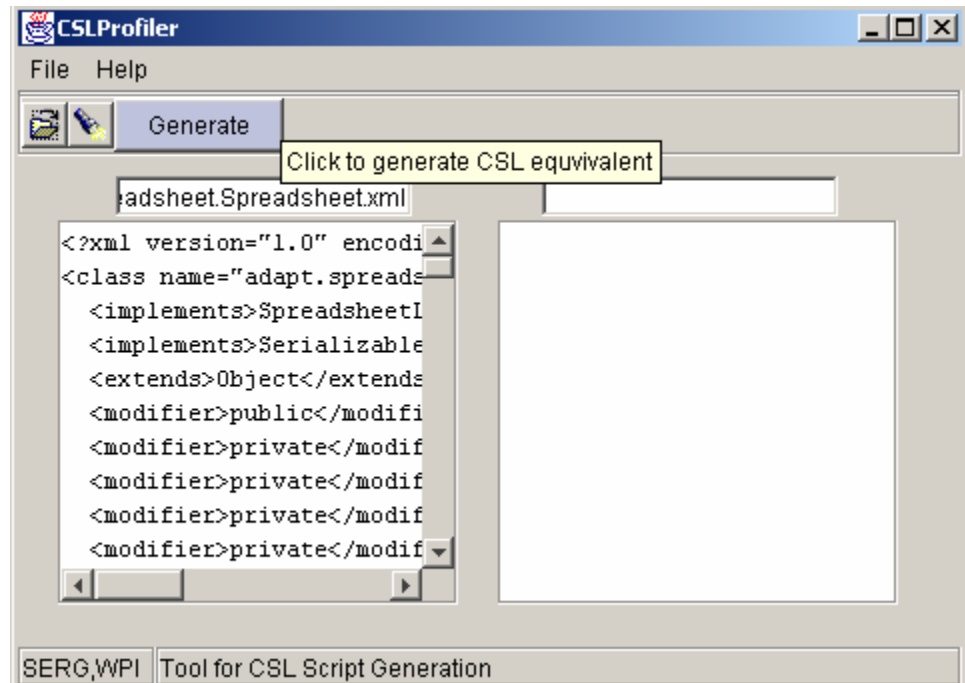 CSLProfiler
File Help
Generate
Click to generate CSL equvivalent
adsheet.Spreadsheet.xml
<?xml version="1.0" encodi
<class name="adapt.spreads
<implements>SpreadsheetI
<implements>Serializable
<extends>Object</extends
<modifier>public</modifi
<modifier>private</modif
<modifier>private</modif
<modifier>private</modif
<modifier>private</modif
SERG,WPI Tool for CSL Script Generation